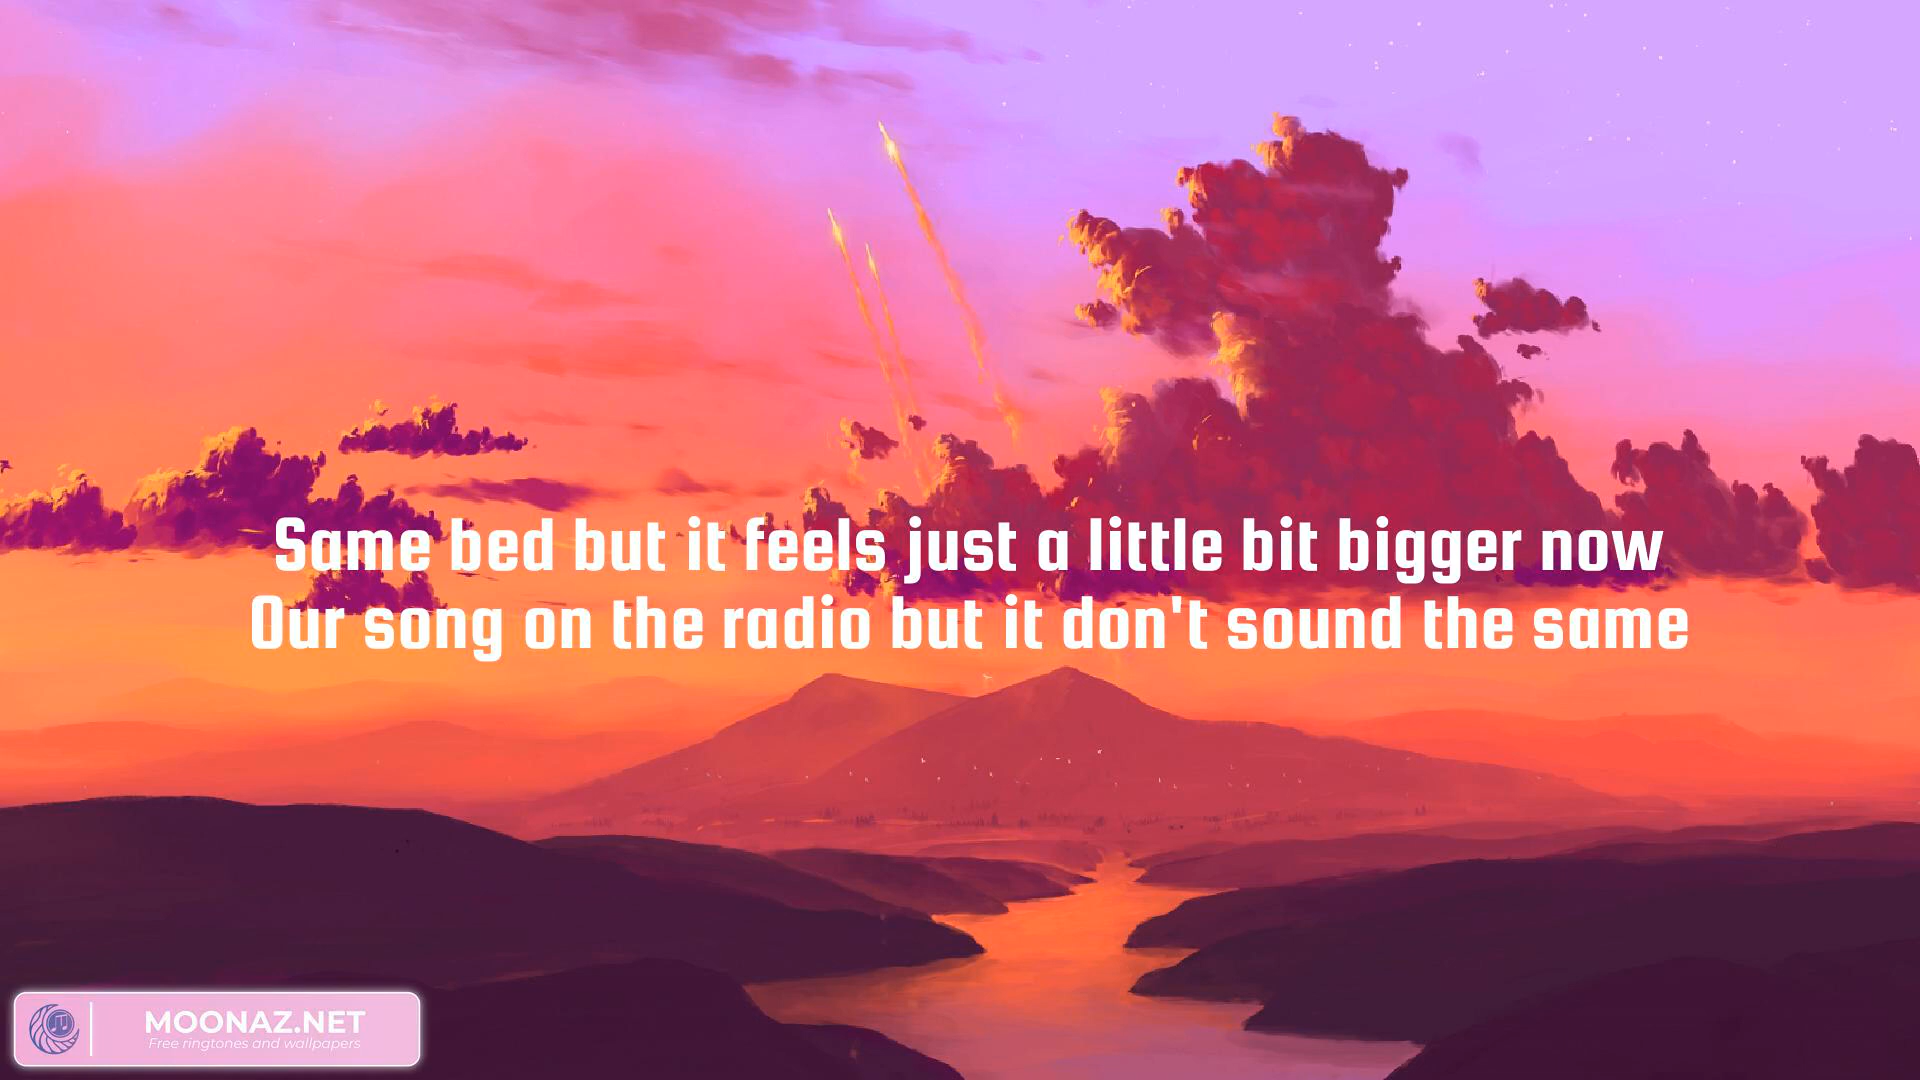 Same bed but it feels just a little bit bigger now
Our song on the radio but it don't sound the same
MOONAZ.NET
Free ringtones and wallpapers